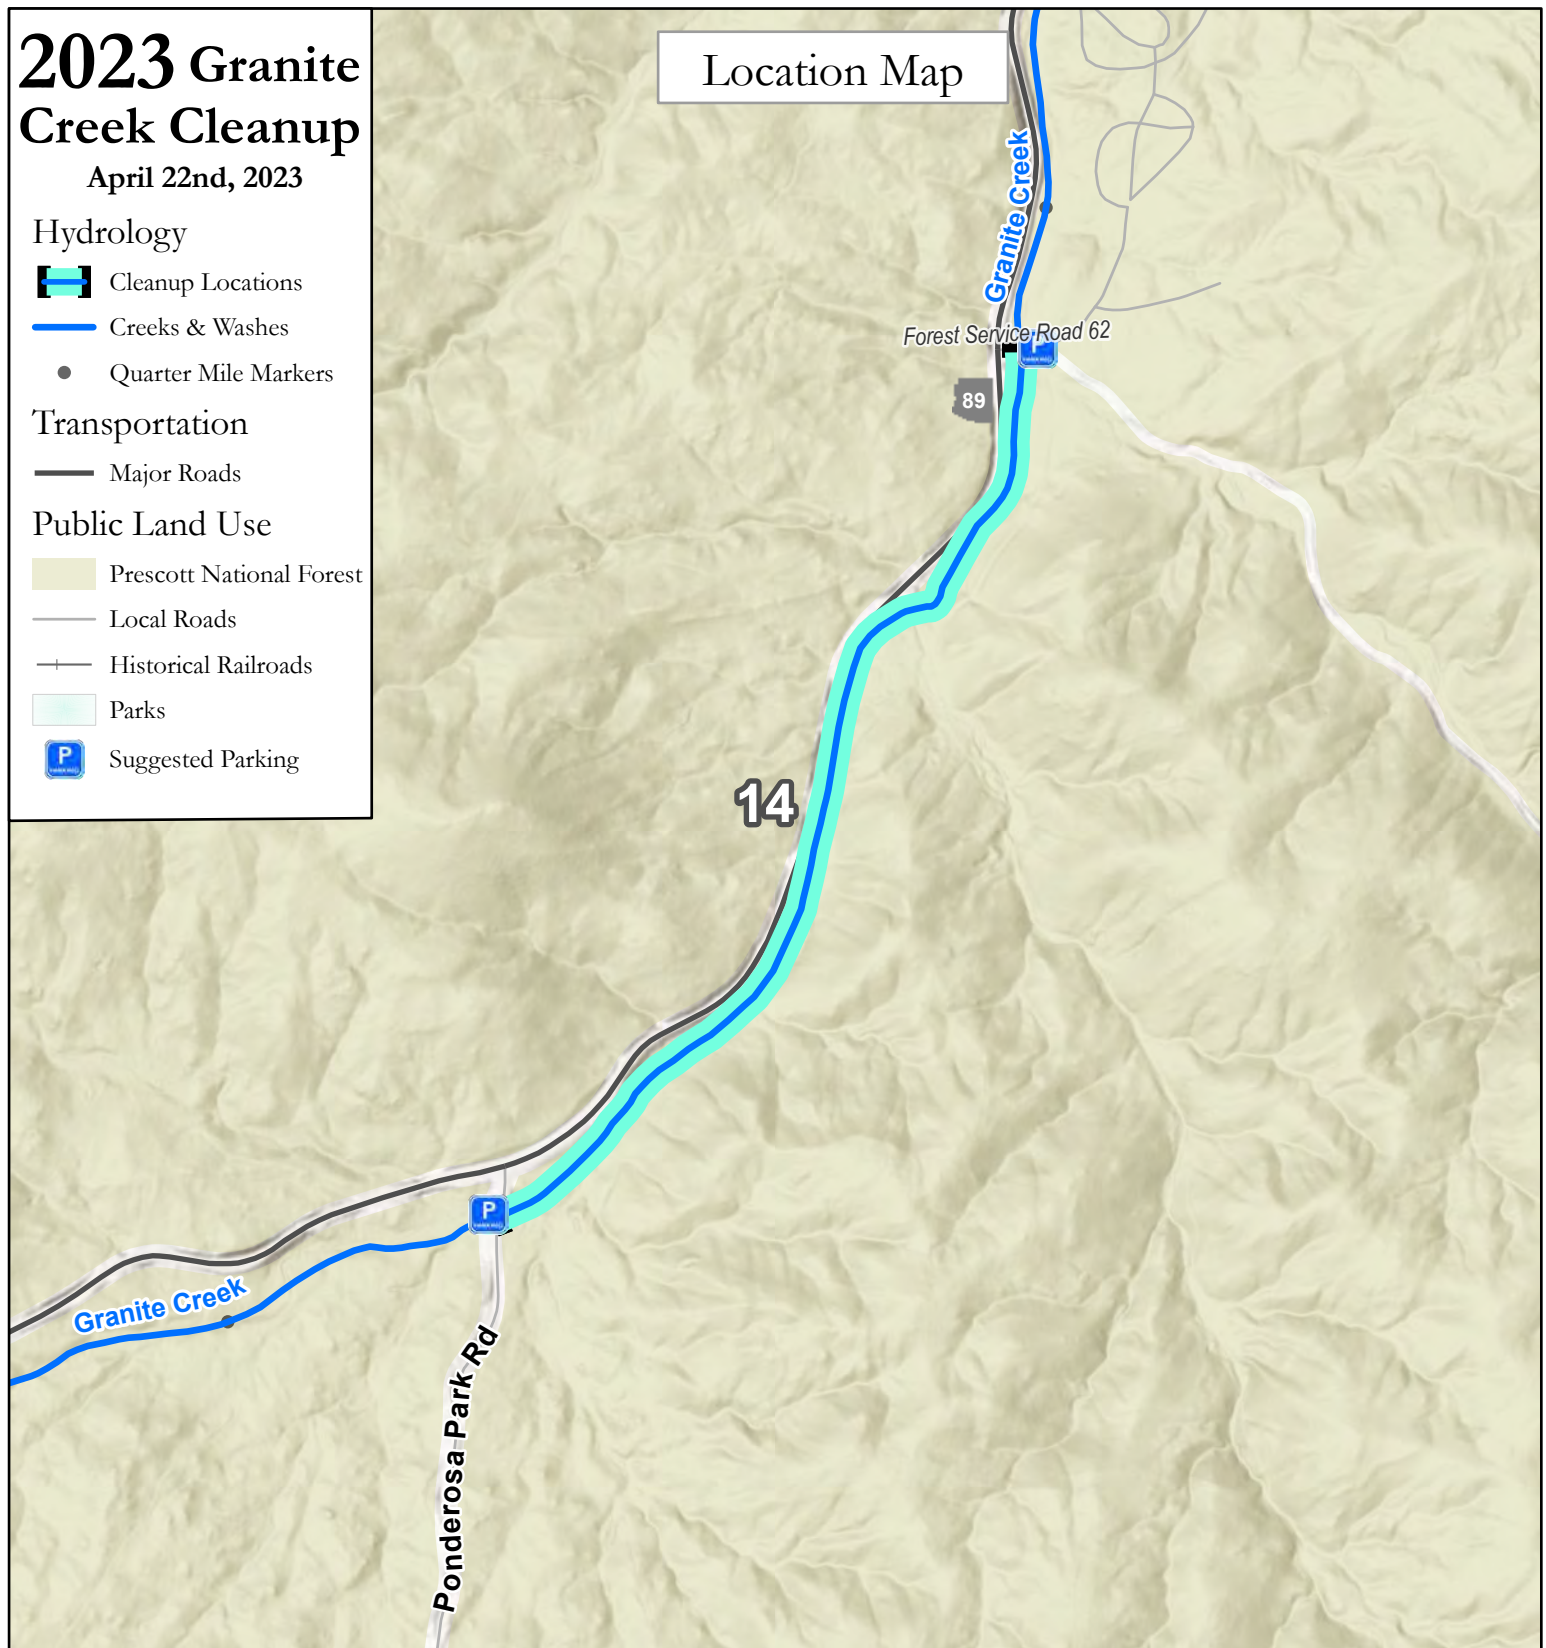 2023 Granite
Creek Cleanup
April 22nd, 2023
Hydrology
Cleanup Locations
Creeks & Washes
Quarter Mile Markers
Transportation
Major Roads
Public Land Use
Prescott National Forest
Local Roads
Historical Railroads
Parks
P
Suggested Parking
Location Map
Granite Creek
Forest Service Road 62
P
89
14
P
Granite Creek
Ponderosa Park Rd